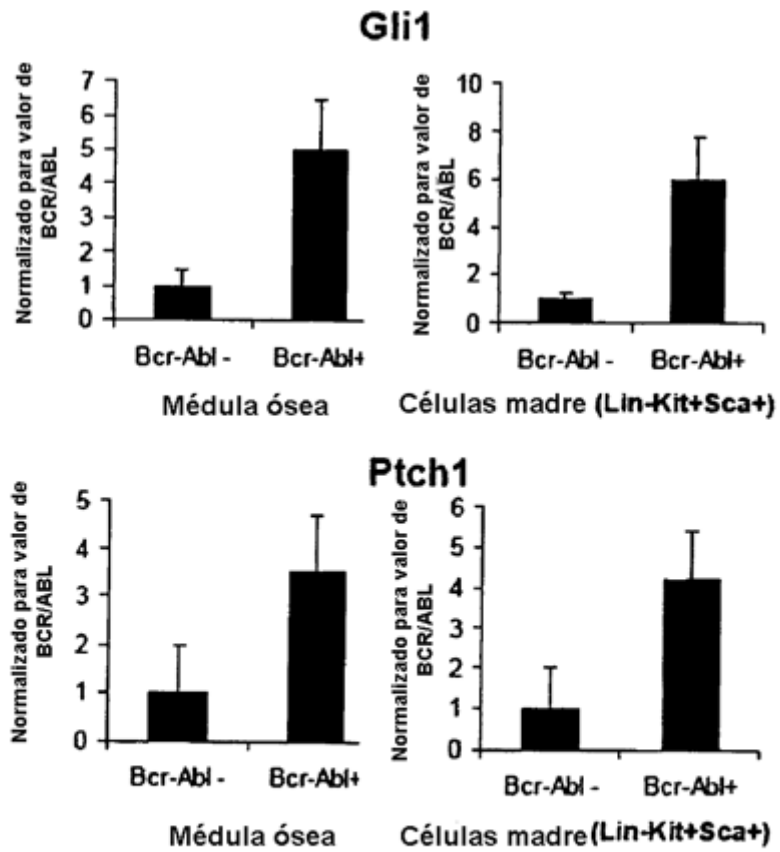 Gli1
Normalizado para valor de
BCR/ABL
7
6
5
4
3
2
1
0
Bcr-Abl -
Bcr-Abl+
Médula ósea
Normalizado para valor de
BCR/ABL
10
8
6
4
2
0
Bcr-Abl -
Bcr-Abl+
Células madre (Lin-Kit+Sca+)
Ptch1
Normalizado para valor de
BCR/ABL
5
4
3
2
1
0
Bcr-Abl -
Bcr-Abl+
Médula ósea
Normalizado para valor de
BCR/ABL
6
5
4
3
2
1
0
Bcr-Abl -
Bcr-Abl+
Células madre (Lin-Kit+Sca+)